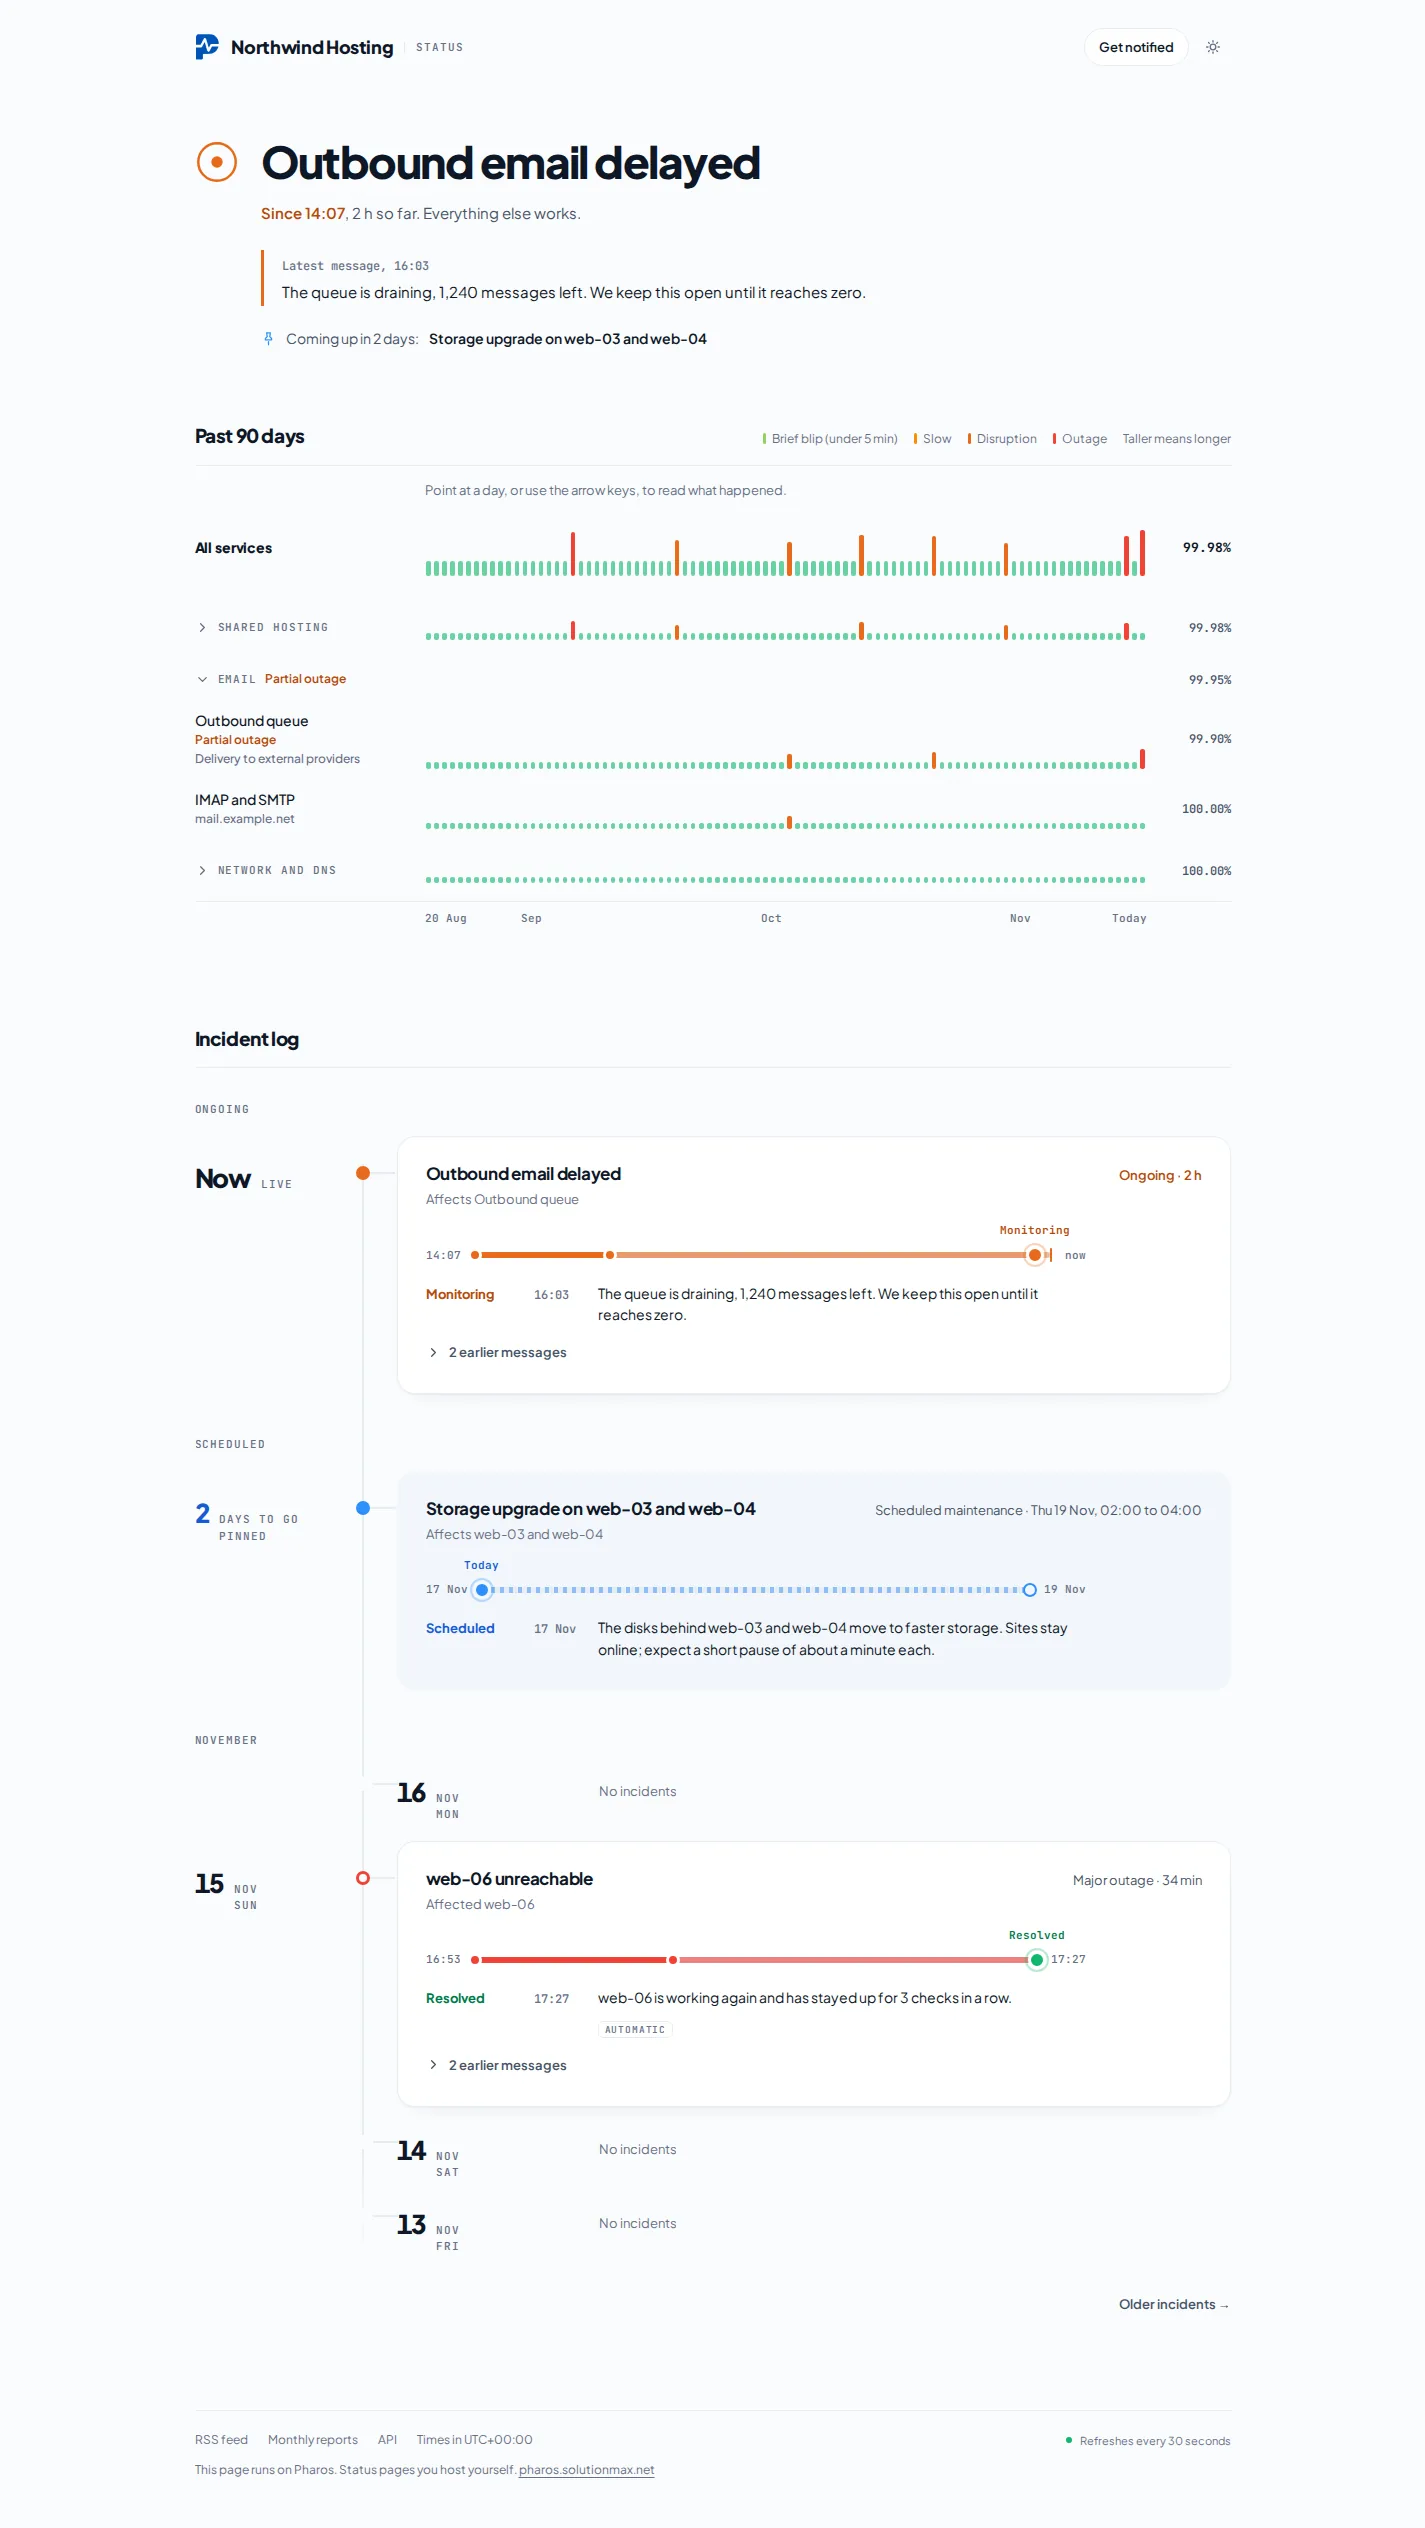 Northwind Hosting
STATUS
Get notified
Outbound email delayed
Since 14:07, 2 h so far. Everything else works.
Latest message, 16:03
The queue is draining, 1,240 messages left. We keep this open until it reaches zero.
Coming up in 2 days: Storage upgrade on web-03 and web-04
Past 90 days
Brief blip (under 5 min)
Slow
Disruption
Outage
Taller means longer
Point at a day, or use the arrow keys, to read what happened.
All services
99.98%
SHARED HOSTING
99.98%
EMAIL Partial outage
99.95%
Outbound queue
Partial outage
Delivery to external providers
99.90%
IMAP and SMTP
mail.example.net
100.00%
NETWORK AND DNS
100.00%
20 Aug
Sep
Oct
Nov
Today
Incident log
ONGOING
Now LIVE
Outbound email delayed
Ongoing · 2 h
Affects Outbound queue
Monitoring
14:07
now
Monitoring
16:03
The queue is draining, 1,240 messages left. We keep this open until it
reaches zero.
2 earlier messages
SCHEDULED
2 DAYS TO GO
PINNED
Storage upgrade on web-03 and web-04
Scheduled maintenance · Thu 19 Nov, 02:00 to 04:00
Affects web-03 and web-04
Today
17 Nov
19 Nov
Scheduled
17 Nov
The disks behind web-03 and web-04 move to faster storage. Sites stay
online; expect a short pause of about a minute each.
NOVEMBER
16 NOV
MON
No incidents
15 NOV
SUN
web-06 unreachable
Major outage · 34 min
Affected web-06
Resolved
16:53
17:27
Resolved
17:27
web-06 is working again and has stayed up for 3 checks in a row.
AUTOMATIC
2 earlier messages
14 NOV
SAT
No incidents
13 NOV
FRI
No incidents
Older incidents →
RSS feed
Monthly reports
API
Times in UTC+00:00
Refreshes every 30 seconds
This page runs on Pharos. Status pages you host yourself. pharos.solutionmax.net